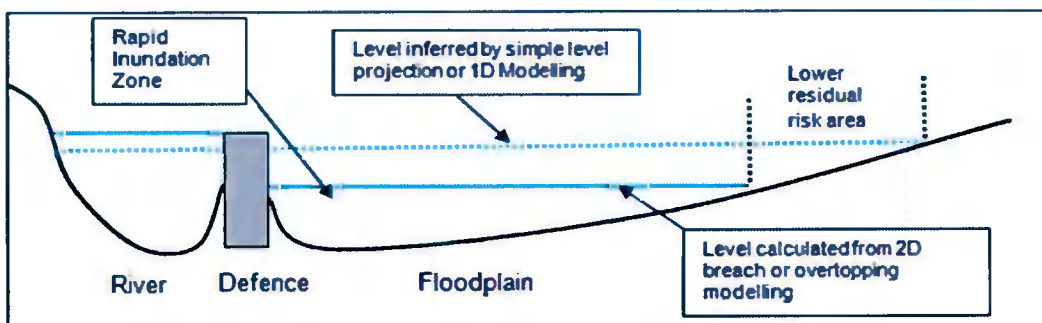 Rapid
Inundation
Zone
Level inferred by simple level
projection or 1D Modelling
Lower
residual
risk area
Level calculated from 2D
breach or overtopping
modelling
River
Defence
Floodplain